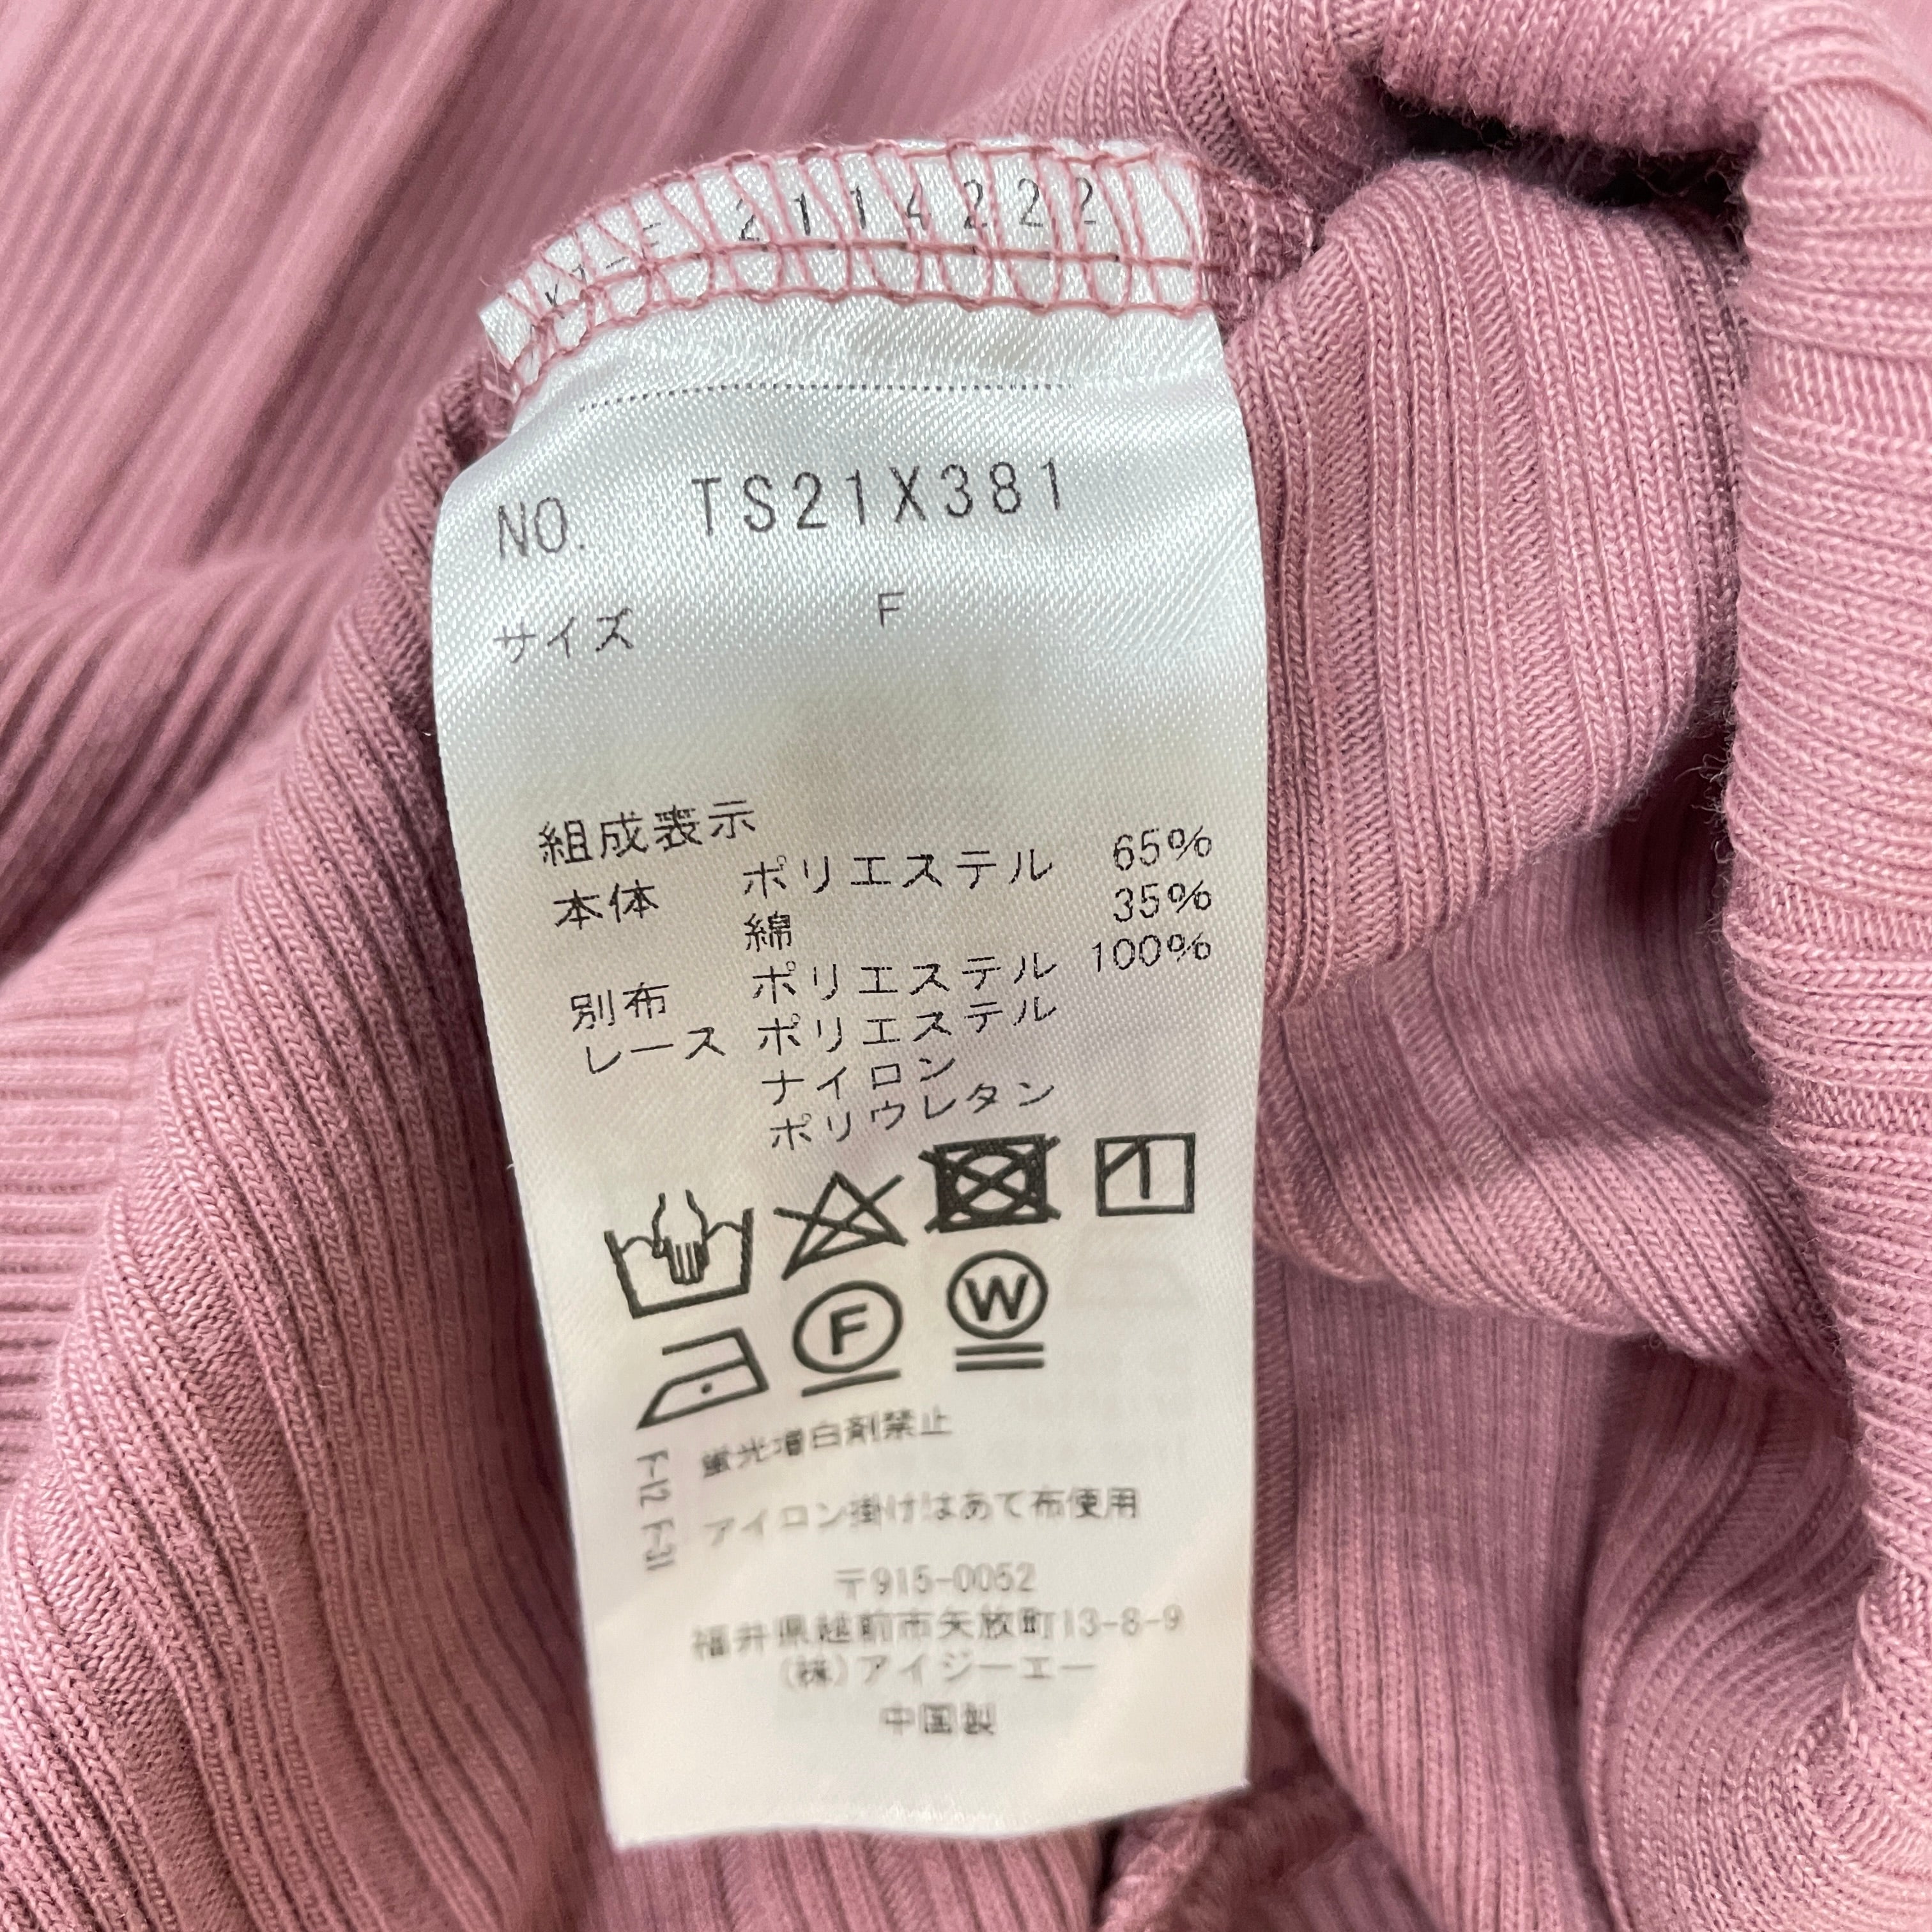 2114222
NO. TS21X381
サイズ F
組成表示
本体 ポリエステル 65%
綿 35%
別布 ポリエステル 100%
レース ポリエステル
ナイロン
ポリウレタン
F
W
蛍光増白剤禁止
アイロン掛けはあて布使用
F-12 F-31
〒915-0052
福井県越前市矢放町13-8-9
(株)アイジーエー
中国製